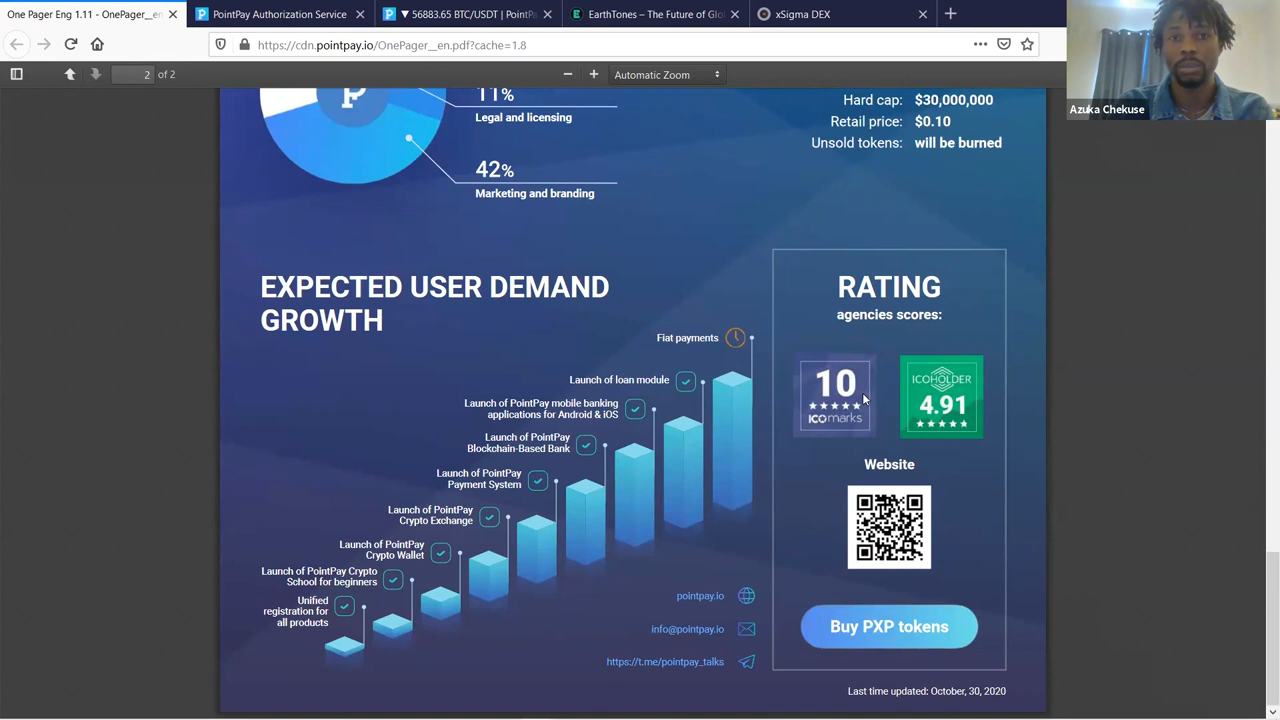 One Pager Eng 1.11 - OnePager__en
PointPay Authorization Service
▼ 56883.65 BTC/USDT | PointPa
EarthTones – The Future of Glo
xSigma DEX
https://cdn.pointpay.io/OnePager__en.pdf?cache=1.8
2 of 2
Automatic Zoom
Azuka Chekuse
11%
Legal and licensing
42%
Marketing and branding
Hard cap: $30,000,000
Retail price: $0.10
Unsold tokens: will be burned
EXPECTED USER DEMAND
GROWTH
Fiat payments
Launch of loan module
Launch of PointPay mobile banking
applications for Android & iOS
Launch of PointPay
Blockchain-Based Bank
Launch of PointPay
Payment System
Launch of PointPay
Crypto Exchange
Launch of PointPay
Crypto Wallet
Launch of PointPay Crypto
School for beginners
Unified
registration for
all products
pointpay.io
info@pointpay.io
https://t.me/pointpay_talks
RATING
agencies scores:
10
ICOmarks
ICOHOLDER
4.91
Website
Buy PXP tokens
Last time updated: October, 30, 2020